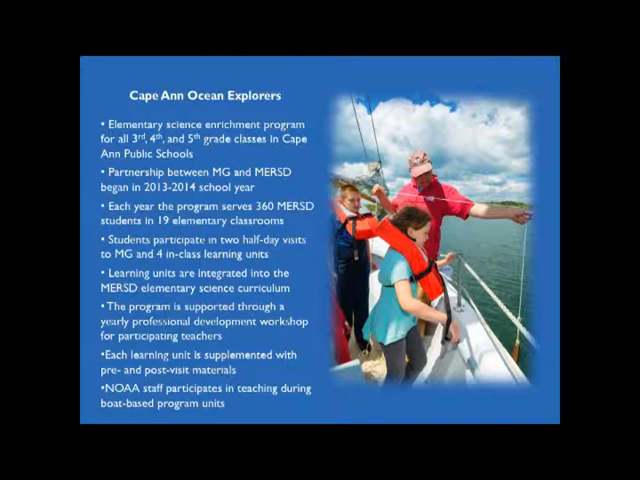 Cape Ann Ocean Explorers
• Elementary science enrichment program
for all 3rd, 4th, and 5th grade classes in Cape
Ann Public Schools
• Partnership between MG and MERSD
began in 2013-2014 school year
• Each year the program serves 360 MERSD
students in 19 elementary classrooms
• Students participate in two half-day visits
to MG and 4 in-class learning units
• Learning units are integrated into the
MERSD elementary science curriculum
•The program is supported through a
yearly professional development workshop
for participating teachers
•Each learning unit is supplemented with
pre- and post-visit materials
•NOAA staff participates in teaching during
boat-based program units